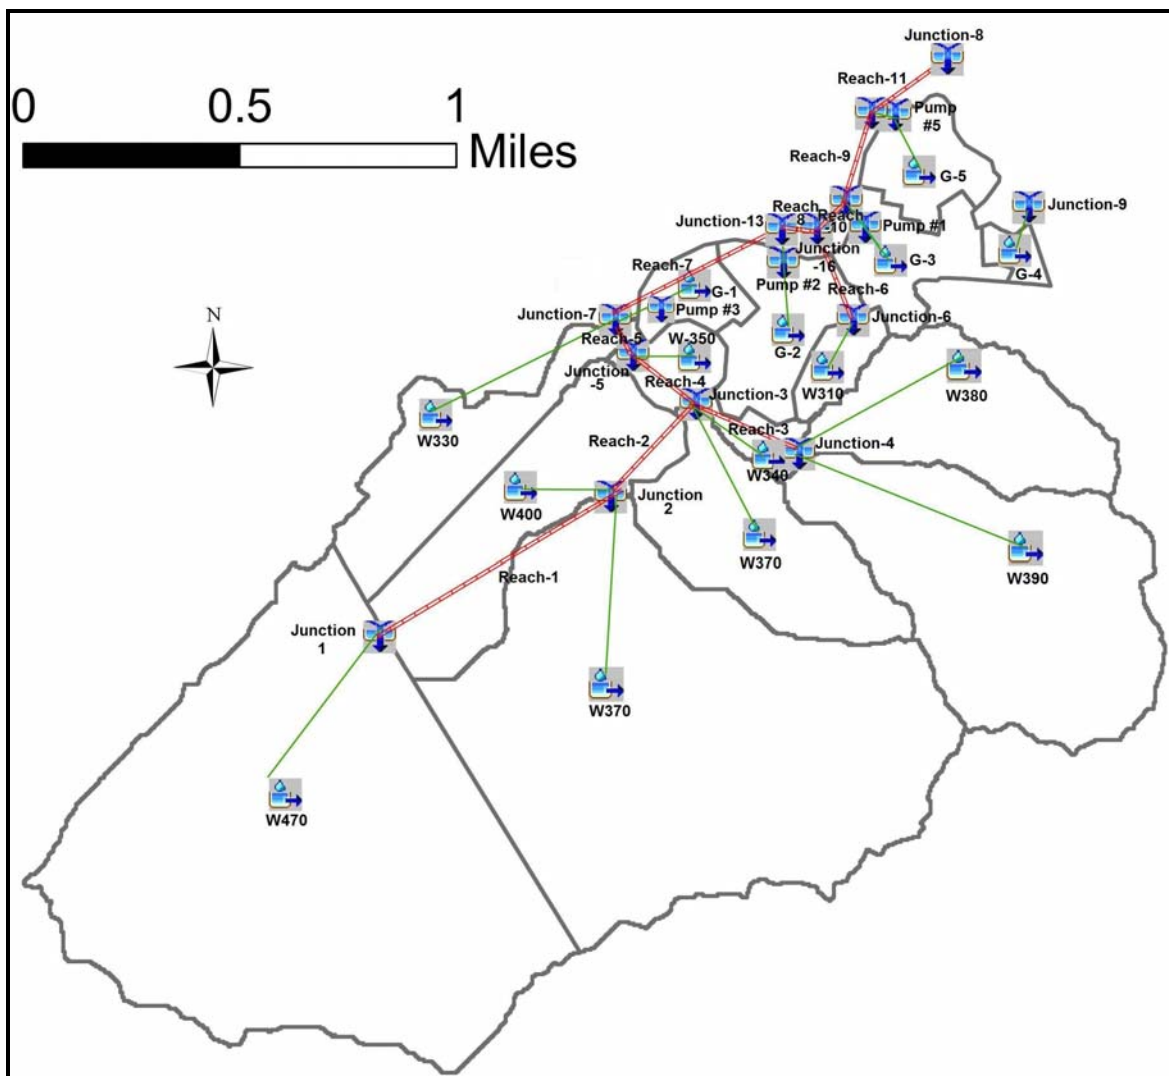 Junction-8
0 0.5 1
Miles
Reach-11
Pump
#5
Reach-9
G-5
Junction-9
Reach
8
Junction-13
Reach
-10
Pump #1
Junction
-16
G-3
G-4
Reach-7
Pump #2
Reach-6
G-1
N
Junction-7
Pump #3
Junction-6
Reach-5
W-350
G-2
Junction
-5
Reach-4
W310
W380
Junction-3
W330
Reach-2
Reach-3
Junction-4
W340
W400
Junction
2
W370
W390
Reach-1
Junction
1
W370
W470